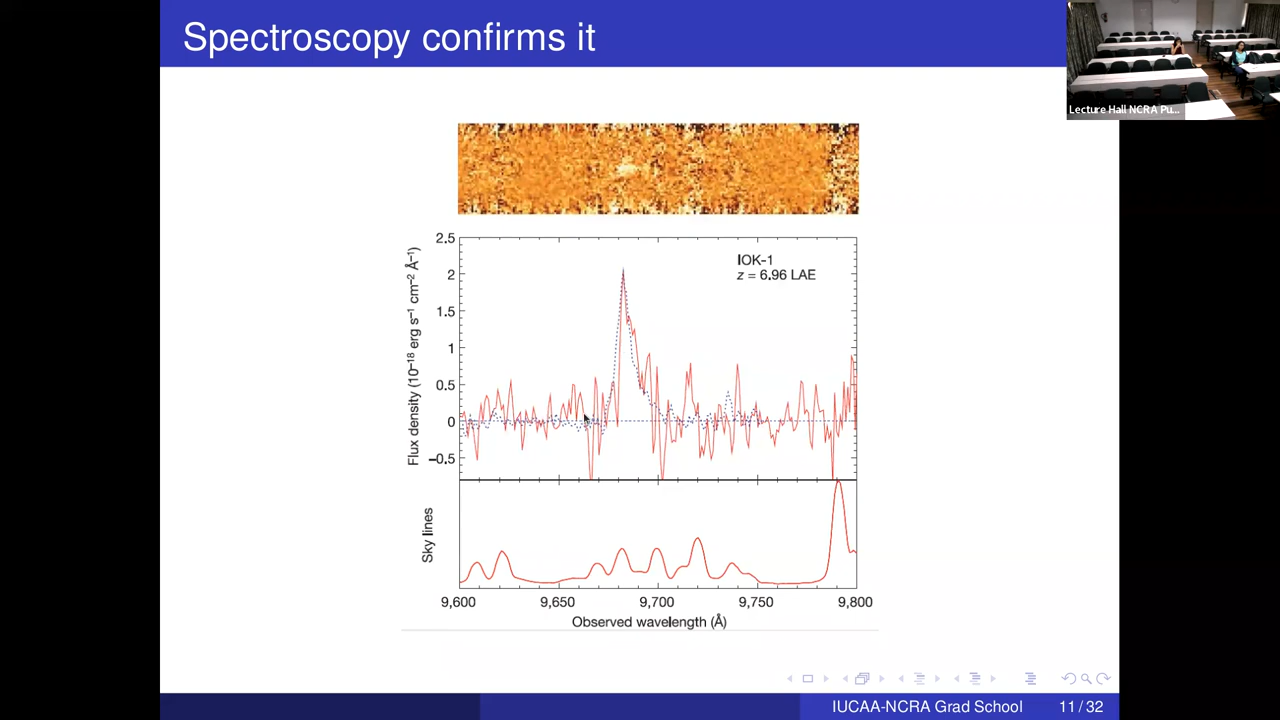 Spectroscopy confirms it
Lecture Hall NCRA Pu...
IOK-1
z = 6.96 LAE
2.5
2
1.5
1
0.5
0
−0.5
Flux density (10⁻¹⁸ erg s⁻¹ cm⁻² Å⁻¹)
Sky lines
9,600 9,650 9,700 9,750 9,800
Observed wavelength (Å)
IUCAA-NCRA Grad School 11 / 32